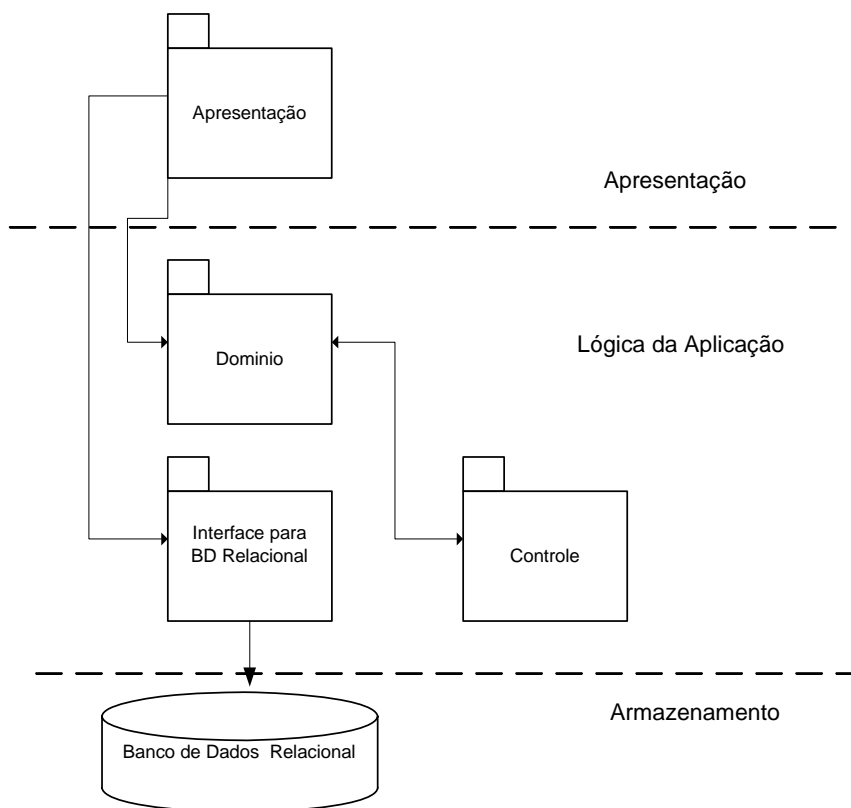 Apresentação
Apresentação
Dominio
Lógica da Aplicação
Interface para
BD Relacional
Controle
Armazenamento
Banco de Dados Relacional